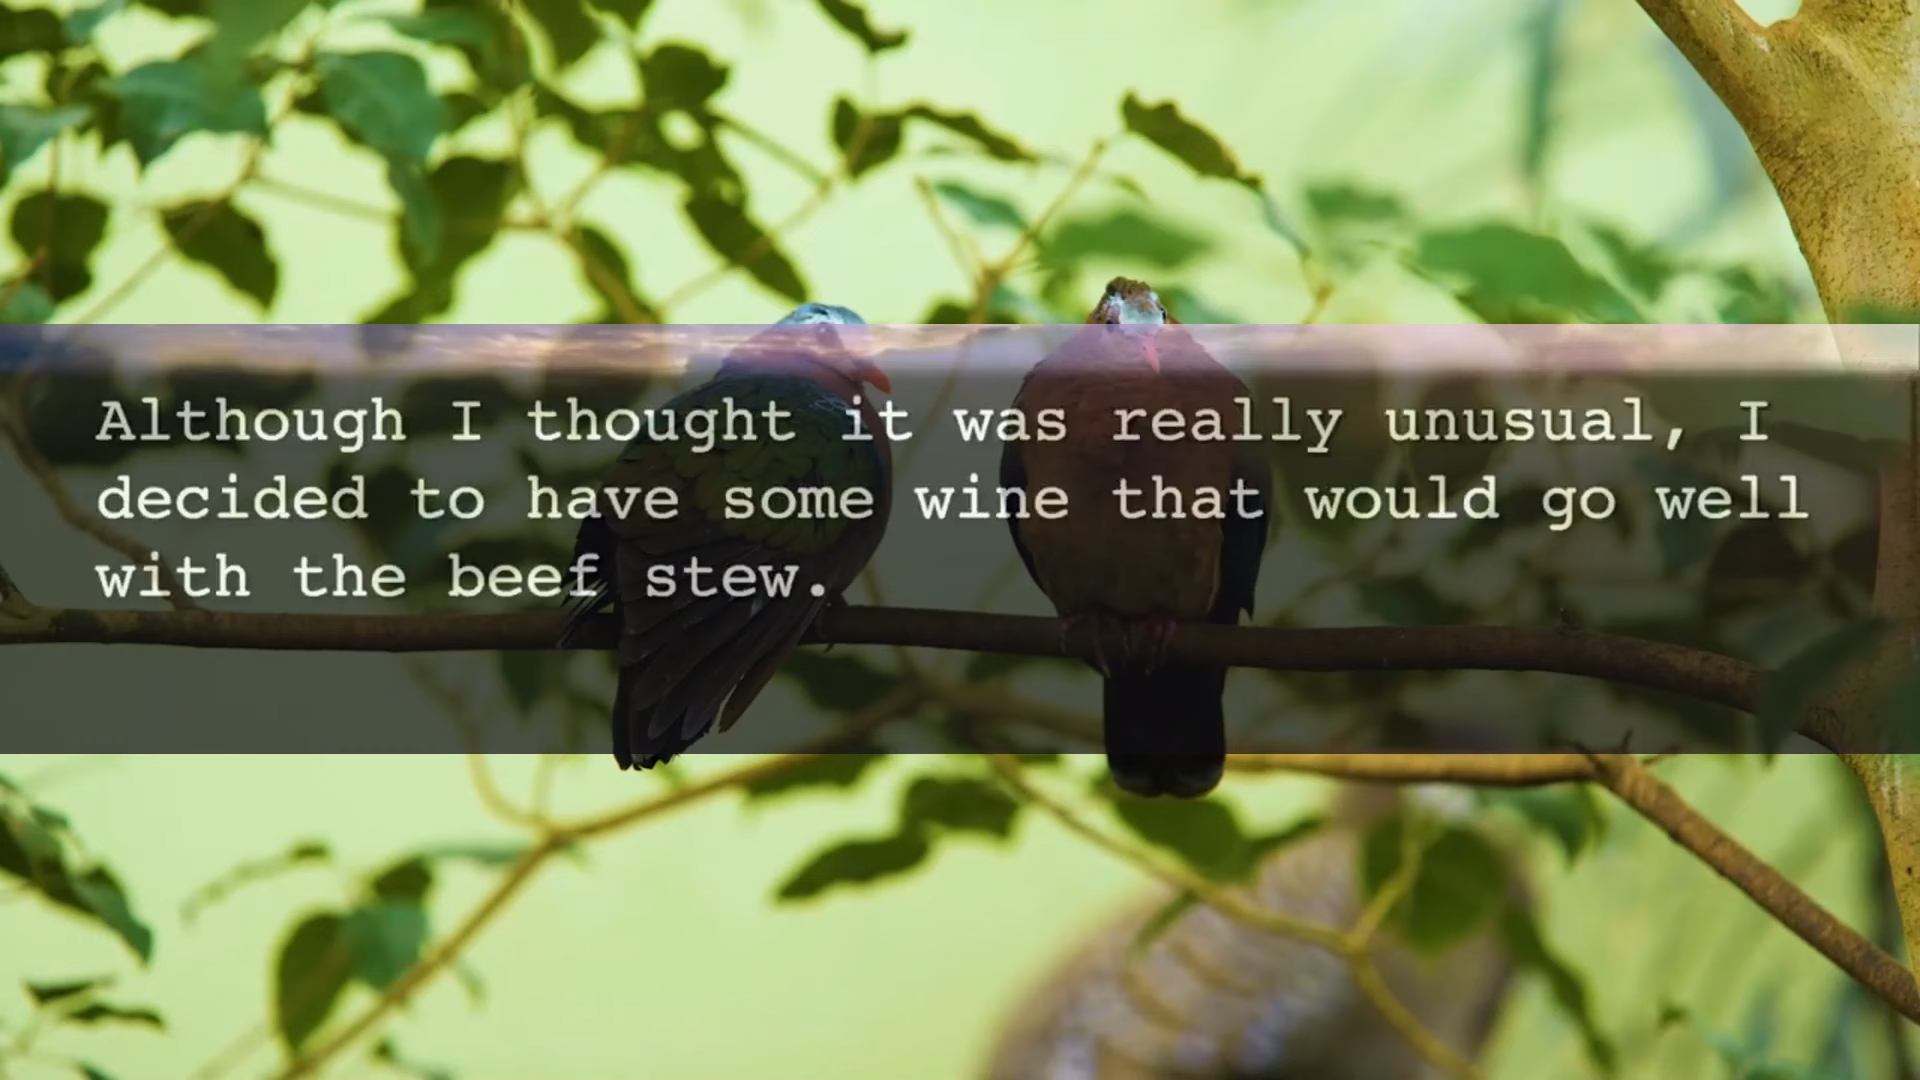 Although I thought it was really unusual, I
decided to have some wine that would go well
with the beef stew.